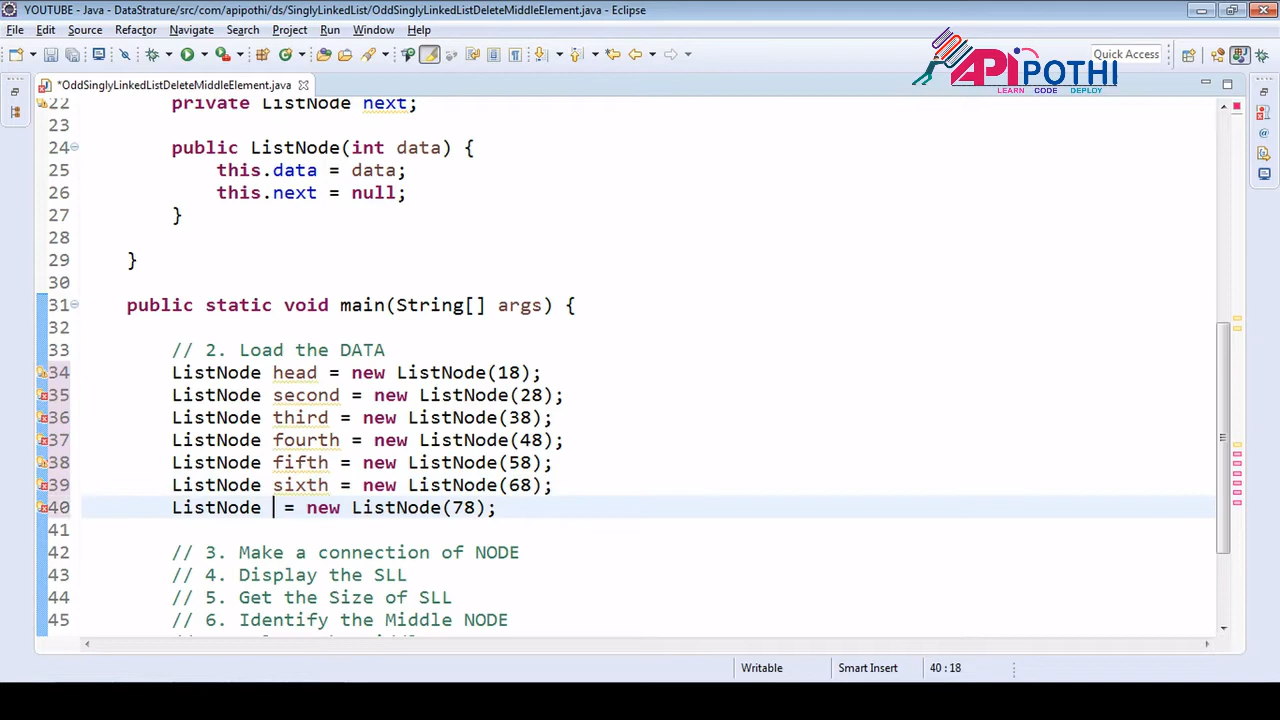 YOUTUBE - Java - DataStrature/src/com/apipothi/ds/SinglyLinkedList/OddSinglyLinkedListDeleteMiddleElement.java - Eclipse
File Edit Source Refactor Navigate Search Project Run Window Help
Quick Access
APIPOTHI
LEARN CODE DEPLOY
*OddSinglyLinkedListDeleteMiddleElement.java
22 private ListNode next;
23
24 public ListNode(int data) {
25 this.data = data;
26 this.next = null;
27 }
28
29 }
30
31 public static void main(String[] args) {
32
33 // 2. Load the DATA
34 ListNode head = new ListNode(18);
35 ListNode second = new ListNode(28);
36 ListNode third = new ListNode(38);
37 ListNode fourth = new ListNode(48);
38 ListNode fifth = new ListNode(58);
39 ListNode sixth = new ListNode(68);
40 ListNode = new ListNode(78);
41
42 // 3. Make a connection of NODE
43 // 4. Display the SLL
44 // 5. Get the Size of SLL
45 // 6. Identify the Middle NODE
Writable Smart Insert 40 : 18